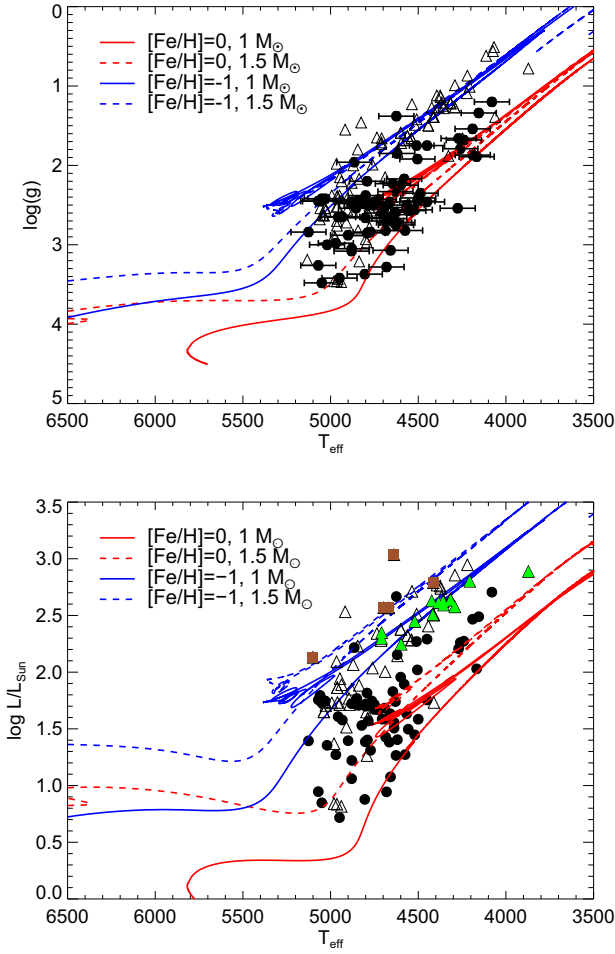 0
1
2
3
4
5
log(g)
[Fe/H]=0, 1 M⊙
[Fe/H]=0, 1.5 M⊙
[Fe/H]=-1, 1 M⊙
[Fe/H]=-1, 1.5 M⊙
6500 6000 5500 5000 4500 4000 3500
Teff
3.5
3.0
2.5
2.0
1.5
1.0
0.5
0.0
log L/LSun
[Fe/H]=0, 1 M⊙
[Fe/H]=0, 1.5 M⊙
[Fe/H]=−1, 1 M⊙
[Fe/H]=−1, 1.5 M⊙
6500 6000 5500 5000 4500 4000 3500
Teff